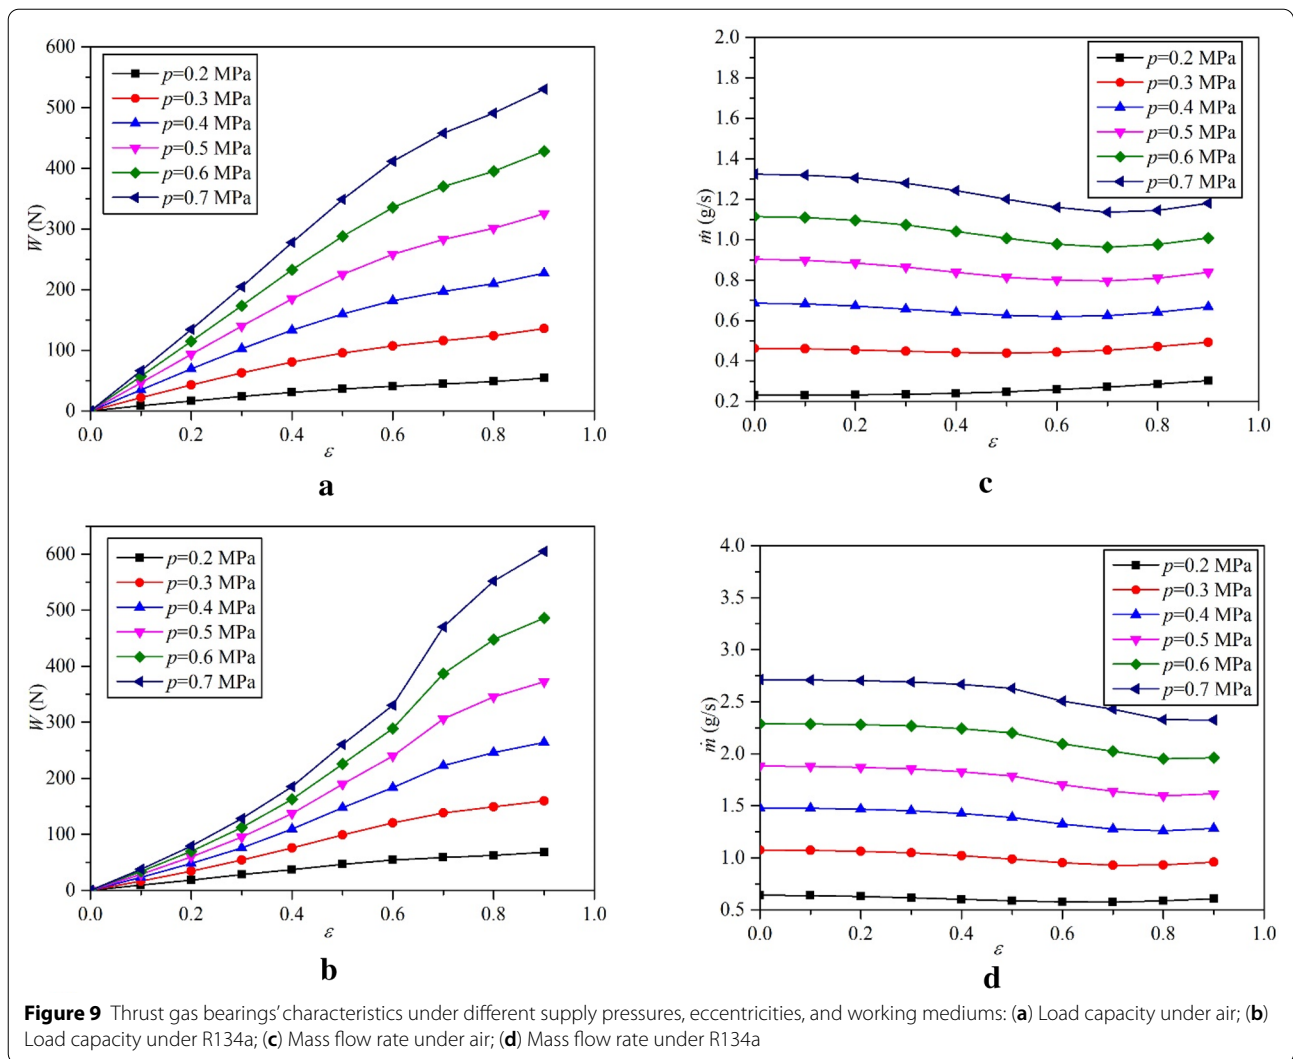 600
500
400
300
200
100
0
W (N)
p=0.2 MPa
p=0.3 MPa
p=0.4 MPa
p=0.5 MPa
p=0.6 MPa
p=0.7 MPa
0.0 0.2 0.4 0.6 0.8 1.0
ε
a
2.0
1.8
1.6
1.4
1.2
1.0
0.8
0.6
0.4
0.2
ṁ (g/s)
p=0.2 MPa
p=0.3 MPa
p=0.4 MPa
p=0.5 MPa
p=0.6 MPa
p=0.7 MPa
0.0 0.2 0.4 0.6 0.8 1.0
ε
c
600
500
400
300
200
100
0
W (N)
p=0.2 MPa
p=0.3 MPa
p=0.4 MPa
p=0.5 MPa
p=0.6 MPa
p=0.7 MPa
0.0 0.2 0.4 0.6 0.8 1.0
ε
b
4.0
3.5
3.0
2.5
2.0
1.5
1.0
0.5
ṁ (g/s)
p=0.2 MPa
p=0.3 MPa
p=0.4 MPa
p=0.5 MPa
p=0.6 MPa
p=0.7 MPa
0.0 0.2 0.4 0.6 0.8 1.0
ε
d
Figure 9 Thrust gas bearings' characteristics under different supply pressures, eccentricities, and working mediums: (a) Load capacity under air; (b)
Load capacity under R134a; (c) Mass flow rate under air; (d) Mass flow rate under R134a